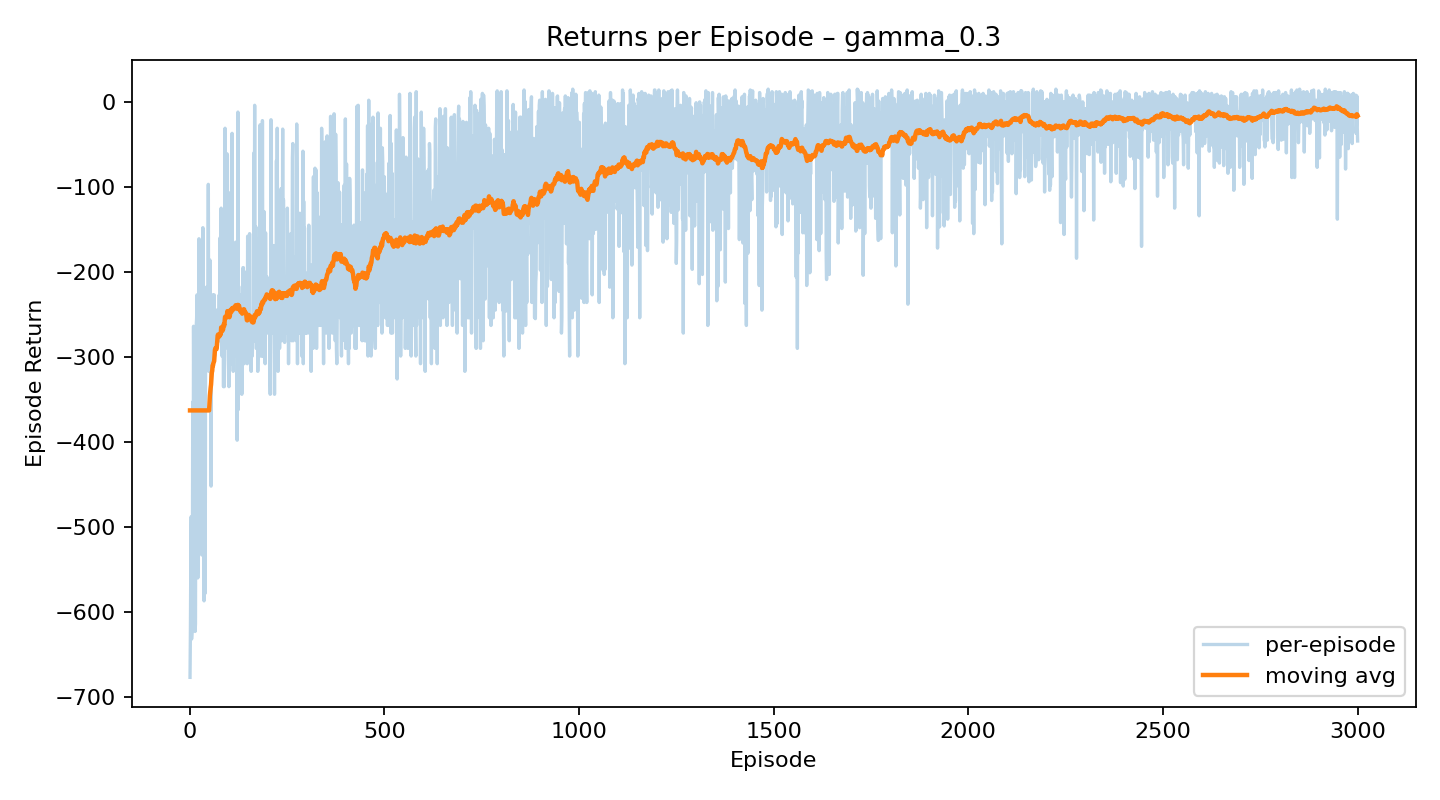 Returns per Episode – gamma_0.3
Episode Return
0
−100
−200
−300
−400
−500
−600
−700
0 500 1000 1500 2000 2500 3000
Episode
per-episode
moving avg